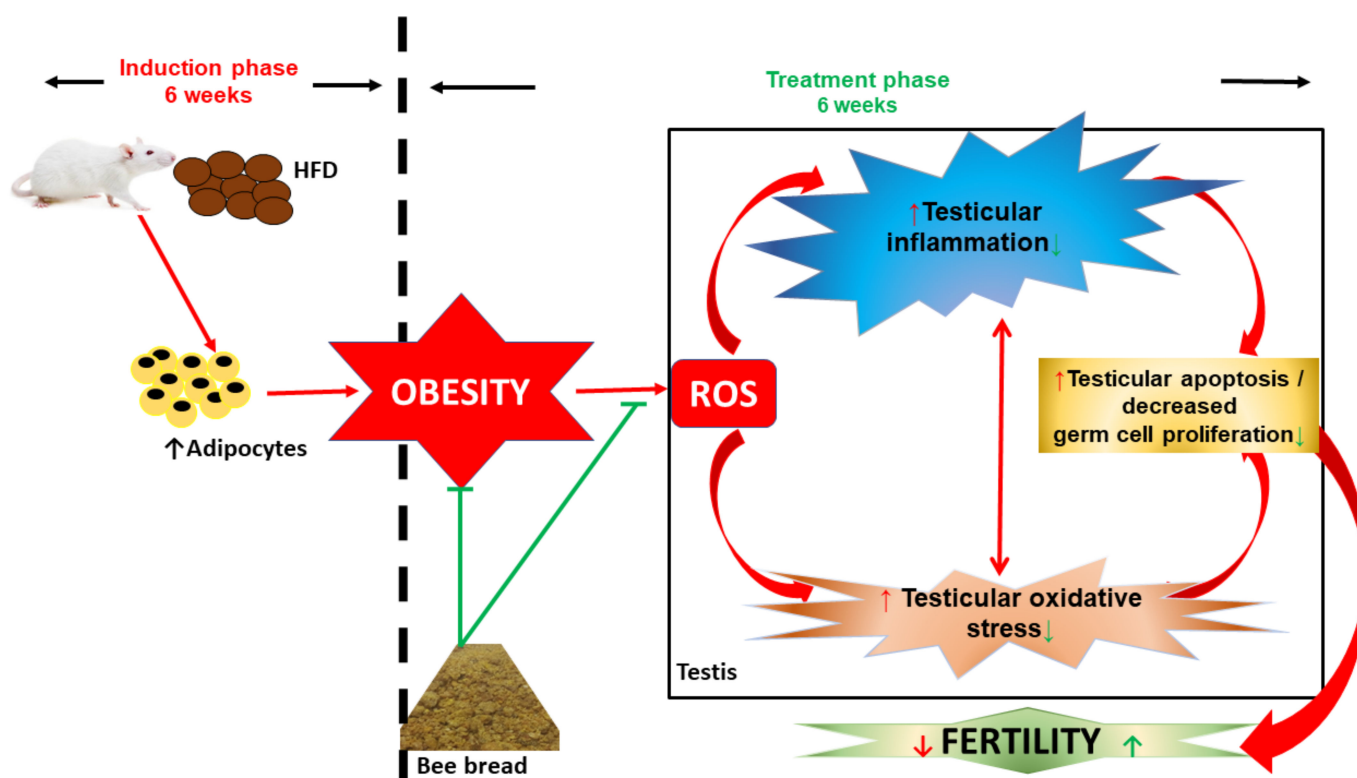 Induction phase
6 weeks
Treatment phase
6 weeks
HFD
↑Testicular
inflammation↓
OBESITY
ROS
↑Testicular apoptosis /
decreased
germ cell proliferation↓
↑Adipocytes
↑ Testicular oxidative
stress↓
Testis
↓ FERTILITY ↑
Bee bread